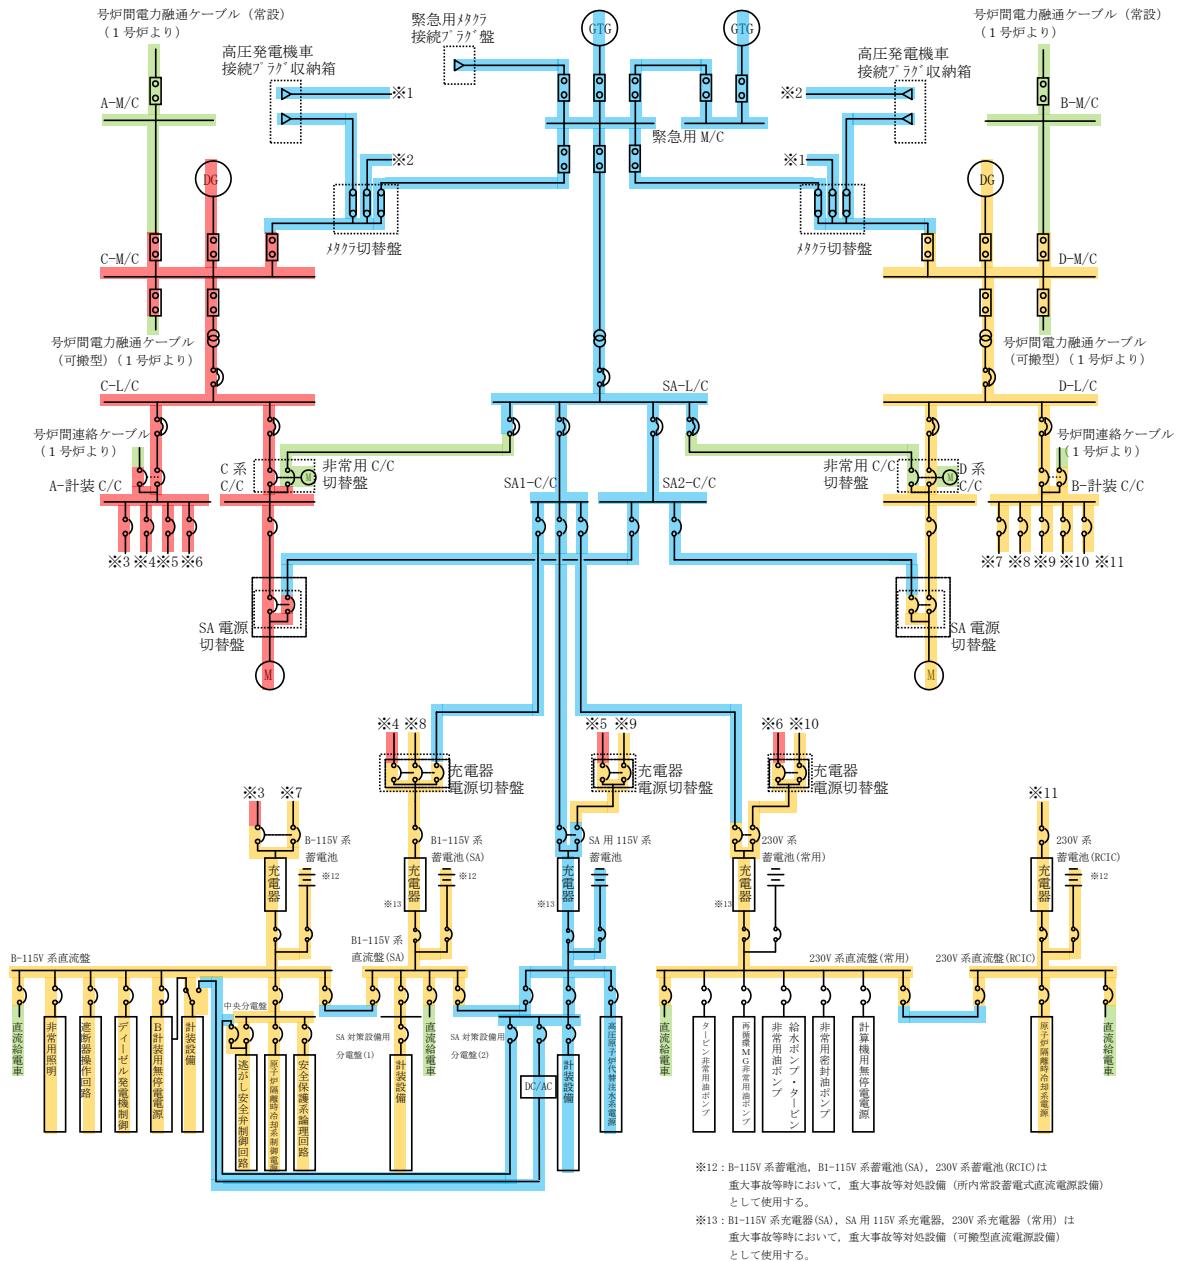 号炉間電力融通ケーブル（常設）
（１号炉より）
緊急用ﾒﾀｸﾗ
接続ﾌﾟﾗｸﾞ盤
GTG
GTG
号炉間電力融通ケーブル（常設）
（１号炉より）
高圧発電機車
接続ﾌﾟﾗｸﾞ収納箱
高圧発電機車
接続ﾌﾟﾗｸﾞ収納箱
A-M/C
※1
※2
B-M/C
緊急用 M/C
※2
※1
DG
DG
ﾒﾀｸﾗ切替盤
ﾒﾀｸﾗ切替盤
C-M/C
D-M/C
号炉間電力融通ケーブル
（可搬型）（１号炉より）
号炉間電力融通ケーブル
（可搬型）（１号炉より）
C-L/C
SA-L/C
D-L/C
号炉間連絡ケーブル
（１号炉より）
号炉間連絡ケーブル
（１号炉より）
A-計装 C/C
C 系
C/C
M
非常用 C/C
切替盤
SA1-C/C
SA2-C/C
非常用 C/C
切替盤
M
D 系
C/C
B-計装 C/C
※3
※4
※5
※6
※7
※8
※9
※10
※11
SA 電源
切替盤
SA 電源
切替盤
M
M
※4
※8
※5
※9
※6
※10
充電器
電源切替盤
充電器
電源切替盤
充電器
電源切替盤
※3
※7
※11
B-115V 系
蓄電池
※12
B1-115V 系
蓄電池(SA)
※12
SA 用 115V 系
蓄電池
230V 系
蓄電池(常用)
230V 系
蓄電池(RCIC)
※12
充電器
充電器
充電器
充電器
充電器
※13
※13
※13
B1-115V 系
直流盤(SA)
B-115V 系直流盤
230V 系直流盤(常用)
230V 系直流盤(RCIC)
中央分電盤
SA 対策設備用
分電盤(1)
SA 対策設備用
分電盤(2)
直流給電車
非常用照明
遮断器操作回路
ディーゼル発電機制御
B計装用無停電電源
計装設備
逃がし安全弁制御回路
原子炉隔離時冷却系制御電源
安全保護系論理回路
計装設備
直流給電車
DC/AC
計装設備
高圧原子炉代替注水系電源
直流給電車
タービン非常用油ポンプ
再循環MG非常用油ポンプ
給水ポンプ・タービン
非常用油ポンプ
非常用密封油ポンプ
計算機用無停電電源
原子炉隔離時冷却系電源
直流給電車
※12：B-115V 系蓄電池，B1-115V 系蓄電池(SA)，230V 系蓄電池(RCIC)は
重大事故等時において，重大事故等対処設備（所内常設蓄電式直流電源設備）
として使用する。
※13：B1-115V 系充電器(SA)，SA 用 115V 系充電器，230V 系充電器（常用）は
重大事故等時において，重大事故等対処設備（可搬型直流電源設備）
として使用する。